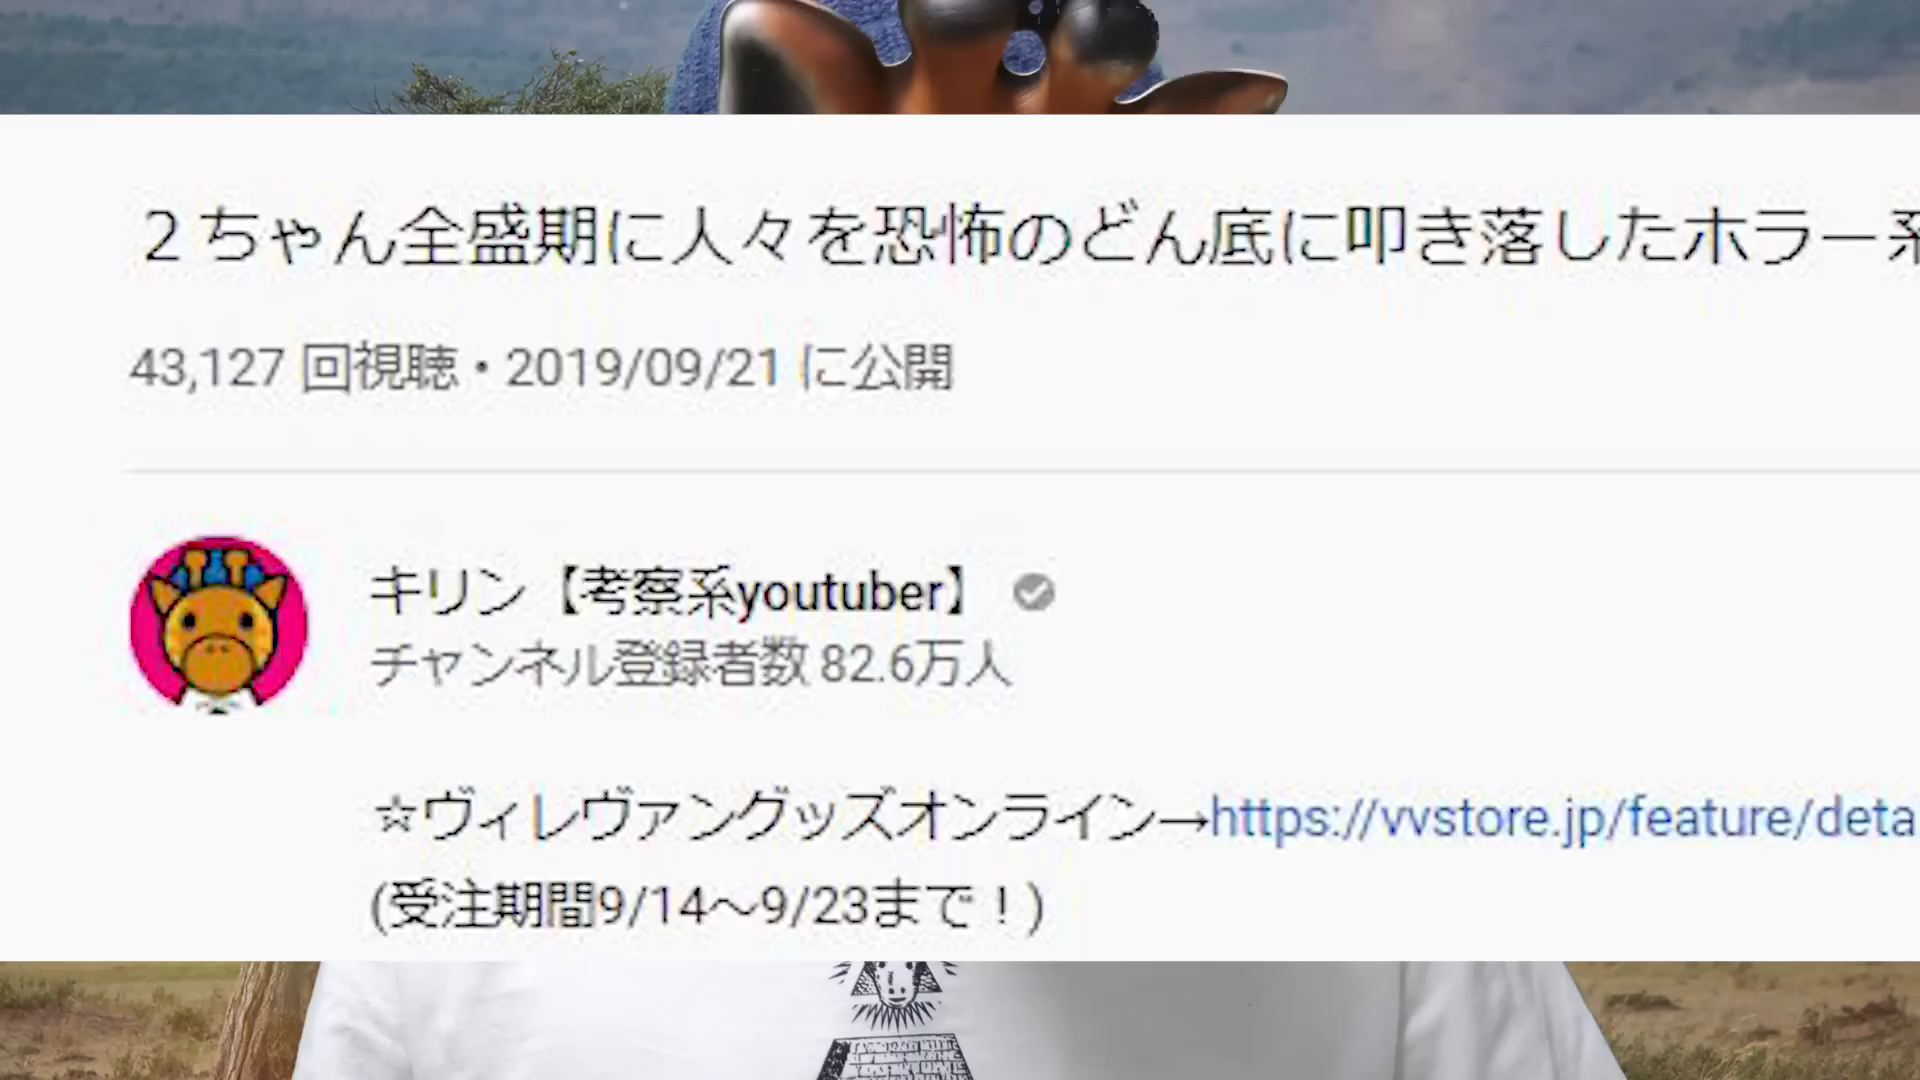 ２ちゃん全盛期に人々を恐怖のどん底に叩き落したホラー系
43,127 回視聴・2019/09/21 に公開
キリン【考察系youtuber】
チャンネル登録者数 82.6万人
☆ヴィレヴァングッズオンライン→https://vvstore.jp/feature/deta
(受注期間9/14～9/23まで！)